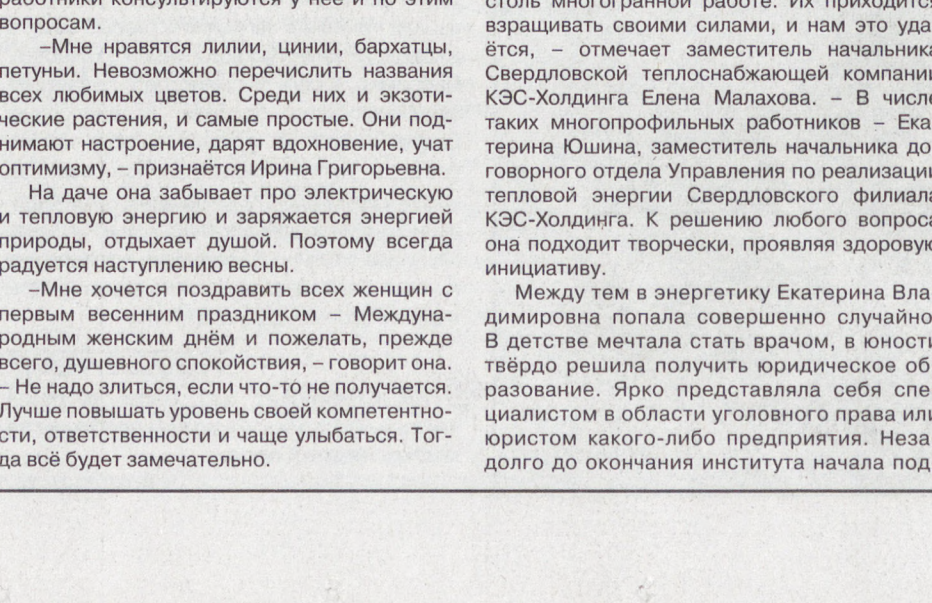 работники консультируются у неё и по этим
вопросам.
–Мне нравятся лилии, цинии, бархатцы,
петуньи. Невозможно перечислить названия
всех любимых цветов. Среди них и экзоти-
ческие растения, и самые простые. Они под-
нимают настроение, дарят вдохновение, учат
оптимизму, – признаётся Ирина Григорьевна.
На даче она забывает про электрическую
и тепловую энергию и заряжается энергией
природы, отдыхает душой. Поэтому всегда
радуется наступлению весны.
–Мне хочется поздравить всех женщин с
первым весенним праздником – Междуна-
родным женским днём и пожелать, прежде
всего, душевного спокойствия, – говорит она.
– Не надо злиться, если что-то не получается.
Лучше повышать уровень своей компетентно-
сти, ответственности и чаще улыбаться. Тог-
да всё будет замечательно.
столь многогранной работе. Их приходится
взращивать своими силами, и нам это уда-
ётся, – отмечает заместитель начальника
Свердловской теплоснабжающей компании
КЭС-Холдинга Елена Малахова. – В числе
таких многопрофильных работников – Ека-
терина Юшина, заместитель начальника до-
говорного отдела Управления по реализации
тепловой энергии Свердловского филиала
КЭС-Холдинга. К решению любого вопроса
она подходит творчески, проявляя здоровую
инициативу.
Между тем в энергетику Екатерина Вла-
димировна попала совершенно случайно.
В детстве мечтала стать врачом, в юности
твёрдо решила получить юридическое об-
разование. Ярко представляла себя спе-
циалистом в области уголовного права или
юристом какого-либо предприятия. Неза-
долго до окончания института начала под-